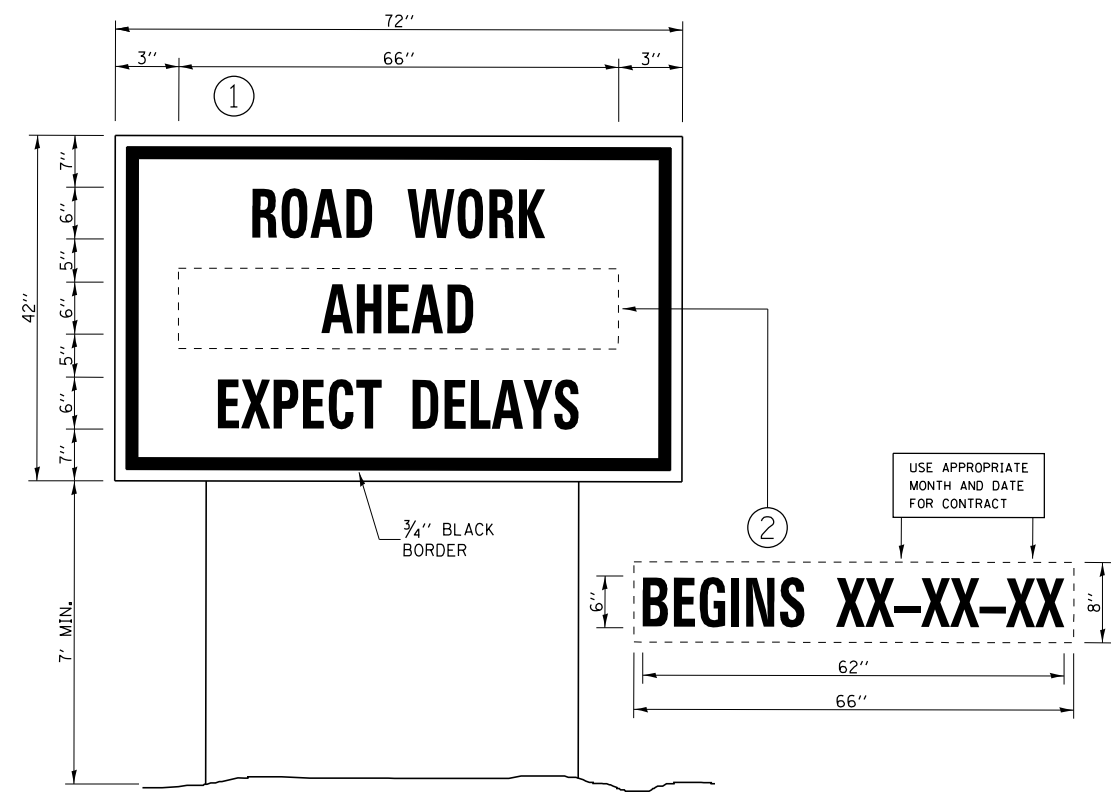 72''
3'' 66'' 3''
1
7''
6''
5''
6''
5''
6''
7''
42''
7' MIN.
ROAD WORK
AHEAD
EXPECT DELAYS
3/4'' BLACK
BORDER
2
USE APPROPRIATE
MONTH AND DATE
FOR CONTRACT
6''
BEGINS XX–XX–XX
8''
62''
66''